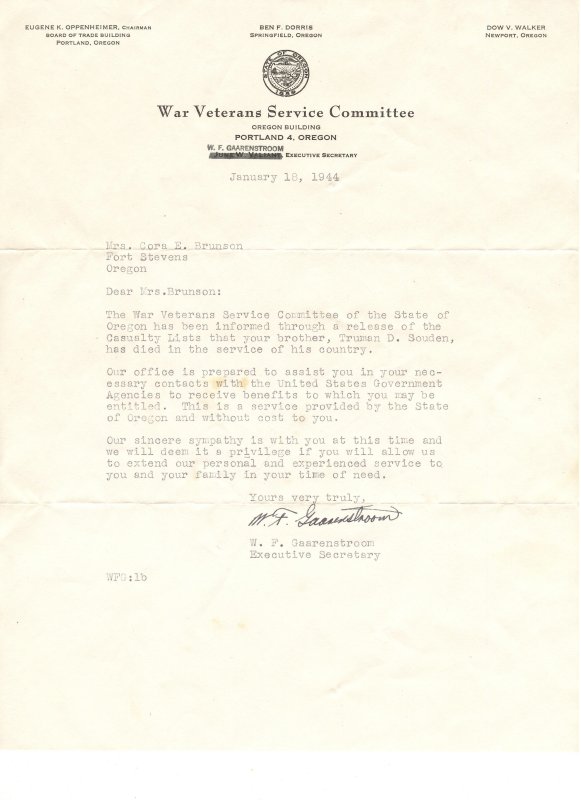 EUGENE K. OPPENHEIMER, CHAIRMAN
BOARD OF TRADE BUILDING
PORTLAND, OREGON
BEN F. DORRIS
SPRINGFIELD, OREGON
DOW V. WALKER
NEWPORT, OREGON
STATE OF OREGON
1859
War Veterans Service Committee
OREGON BUILDING
PORTLAND 4, OREGON
W. F. GAARENSTROOM
JUNE W. VALIANT, EXECUTIVE SECRETARY
January 18, 1944
Mrs. Cora E. Brunson
Fort Stevens
Oregon
Dear Mrs.Brunson:
The War Veterans Service Committee of the State of
Oregon has been informed through a release of the
Casualty Lists that your brother, Truman D. Souden,
has died in the service of his country.
Our office is prepared to assist you in your nec-
essary contacts with the United States Government
Agencies to receive benefits to which you may be
entitled. This is a service provided by the State
of Oregon and without cost to you.
Our sincere sympathy is with you at this time and
we will deem it a privilege if you will allow us
to extend our personal and experienced service to
you and your family in your time of need.
Yours very truly,
W. F. Gaarenstroom
W. F. Gaarenstroom
Executive Secretary
WFG:lb